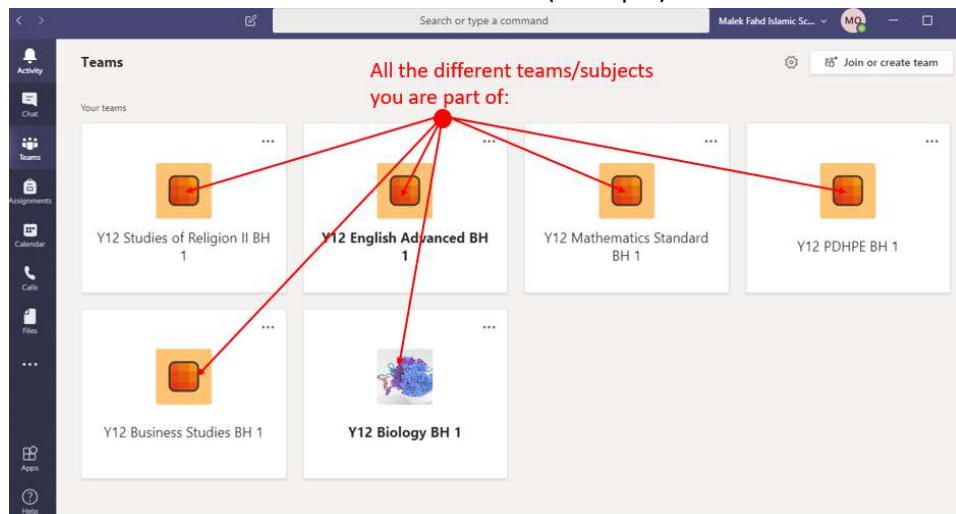 Search or type a command
Malek Fahd Islamic Sc...
MQ
Activity
Teams
Join or create team
All the different teams/subjects
you are part of:
Chat
Your teams
Teams
Assignments
Calendar
Calls
Files
Y12 Studies of Religion II BH
1
Y12 English Advanced BH
1
Y12 Mathematics Standard
BH 1
Y12 PDHPE BH 1
Y12 Business Studies BH 1
Y12 Biology BH 1
Apps
Help